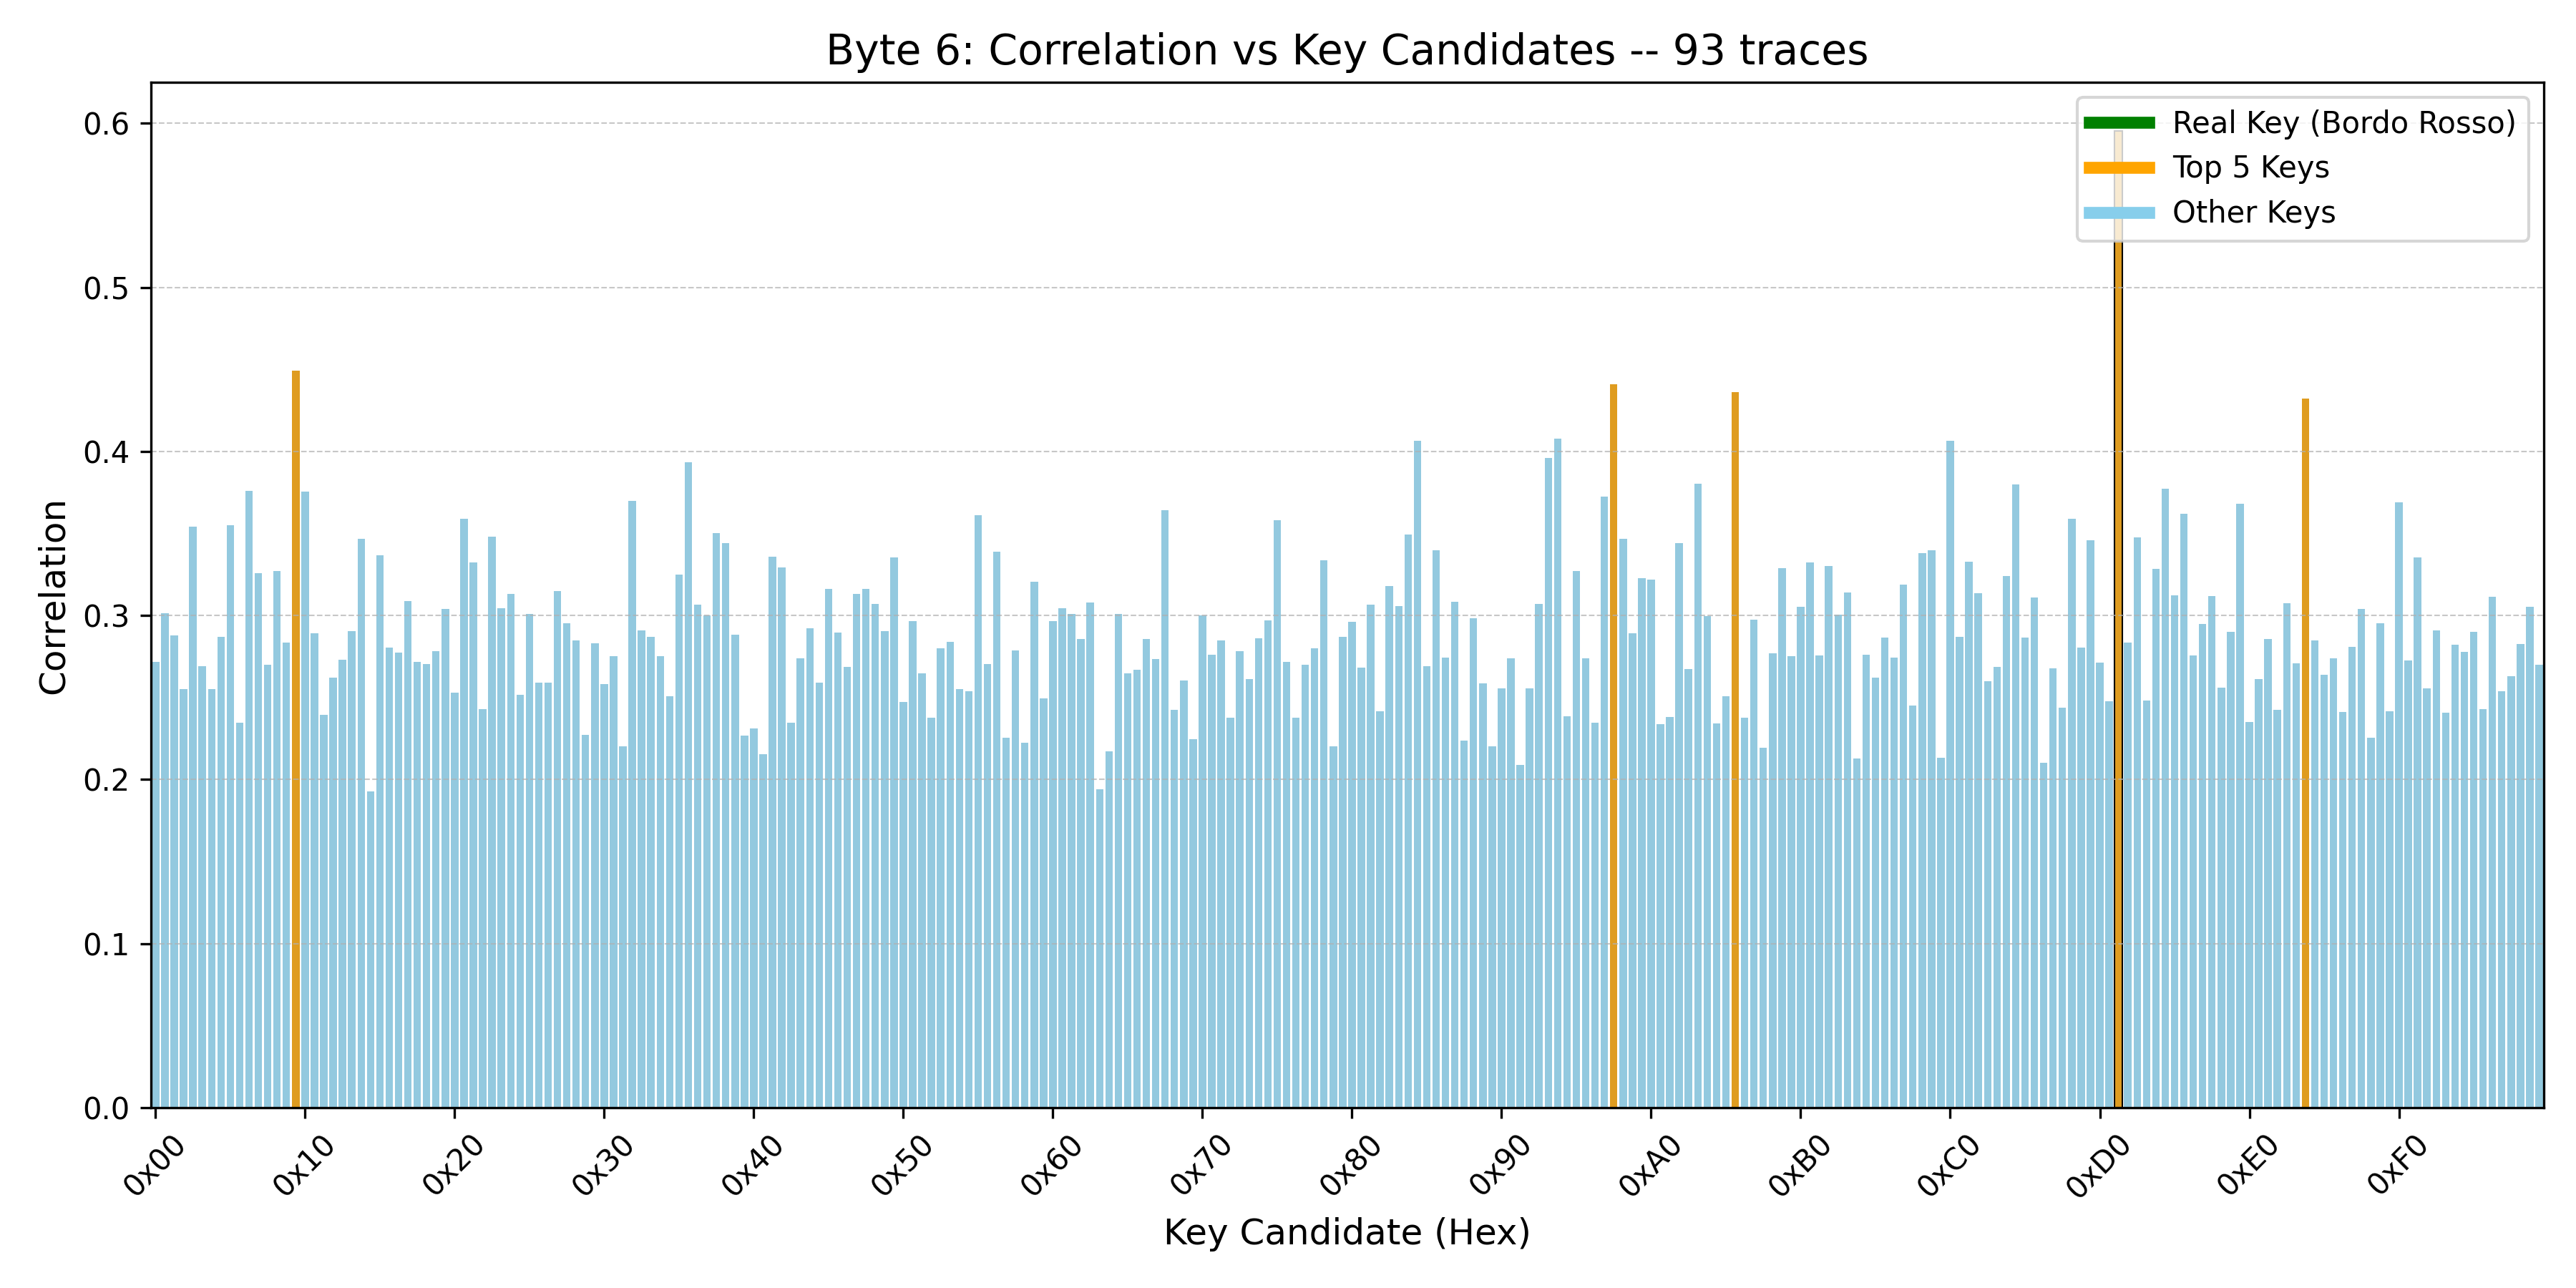 Byte 6: Correlation vs Key Candidates -- 93 traces
Real Key (Bordo Rosso)
Top 5 Keys
Other Keys
0.6
0.5
0.4
0.3
0.2
0.1
0.0
Correlation
0x00 0x10 0x20 0x30 0x40 0x50 0x60 0x70 0x80 0x90 0xA0 0xB0 0xC0 0xD0 0xE0 0xF0
Key Candidate (Hex)